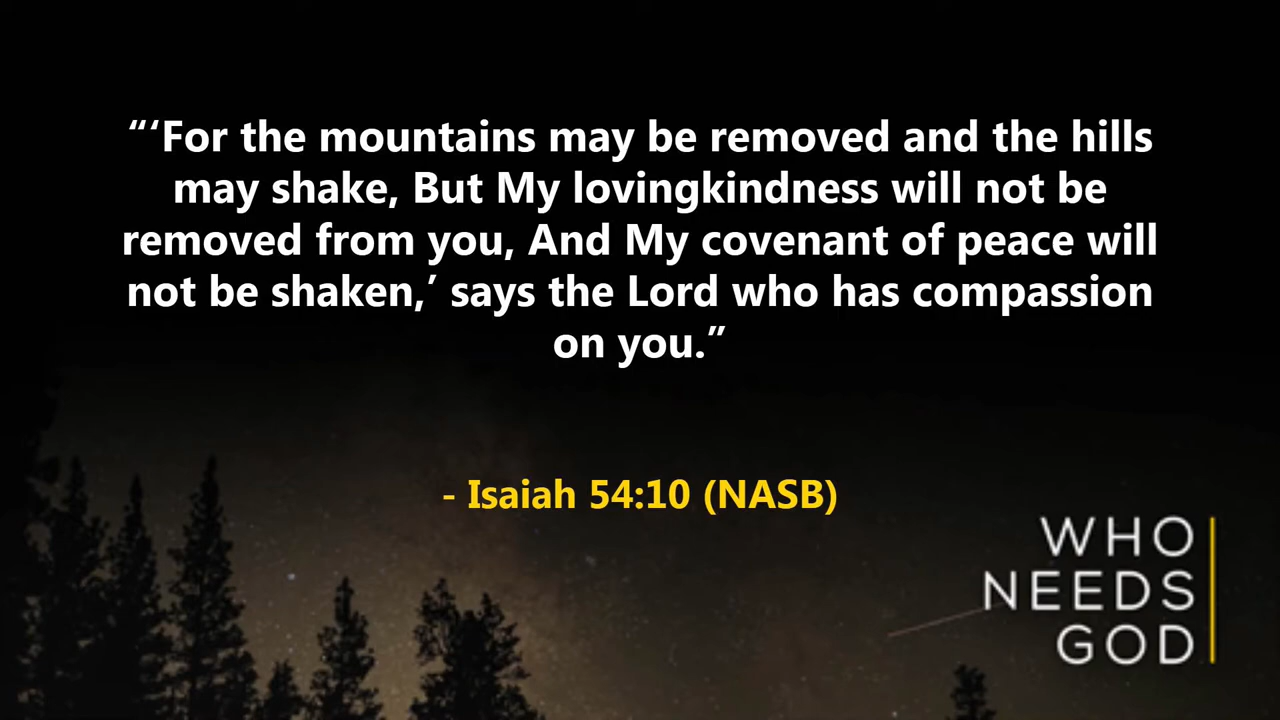 “‘For the mountains may be removed and the hills
may shake, But My lovingkindness will not be
removed from you, And My covenant of peace will
not be shaken,’ says the Lord who has compassion
on you.”
- Isaiah 54:10 (NASB)
WHO
NEEDS
GOD